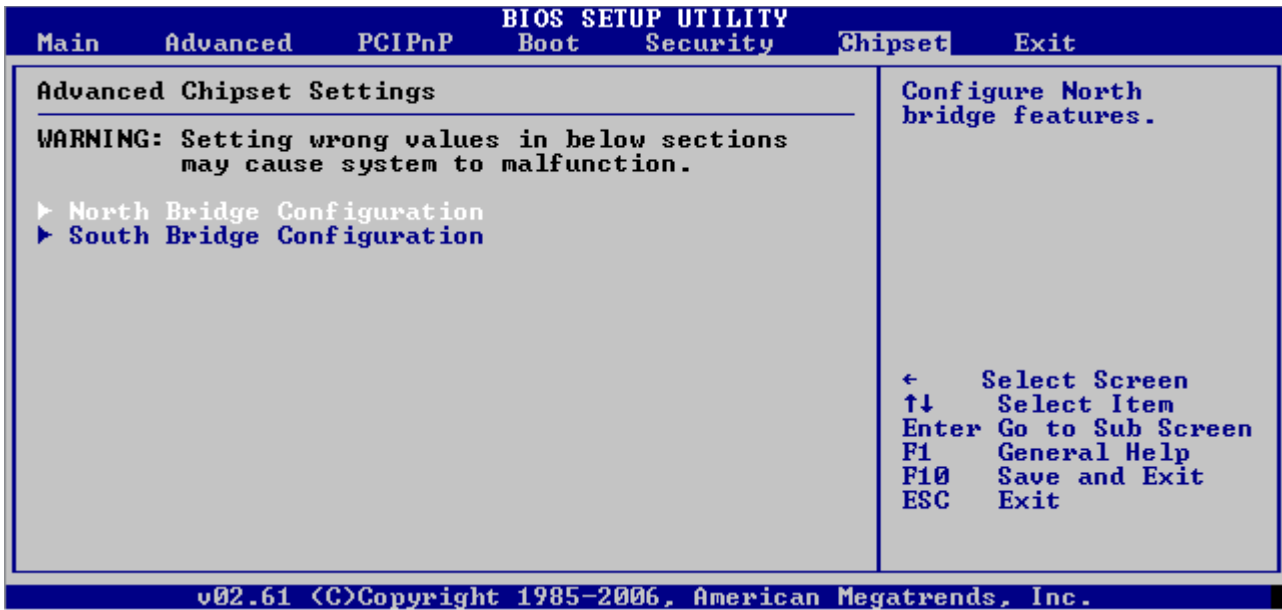 BIOS SETUP UTILITY
Main Advanced PCIPnP Boot Security Chipset Exit
Advanced Chipset Settings
WARNING: Setting wrong values in below sections
may cause system to malfunction.
► North Bridge Configuration
► South Bridge Configuration
Configure North
bridge features.
← Select Screen
↑↓ Select Item
Enter Go to Sub Screen
F1 General Help
F10 Save and Exit
ESC Exit
v02.61 (C)Copyright 1985-2006, American Megatrends, Inc.